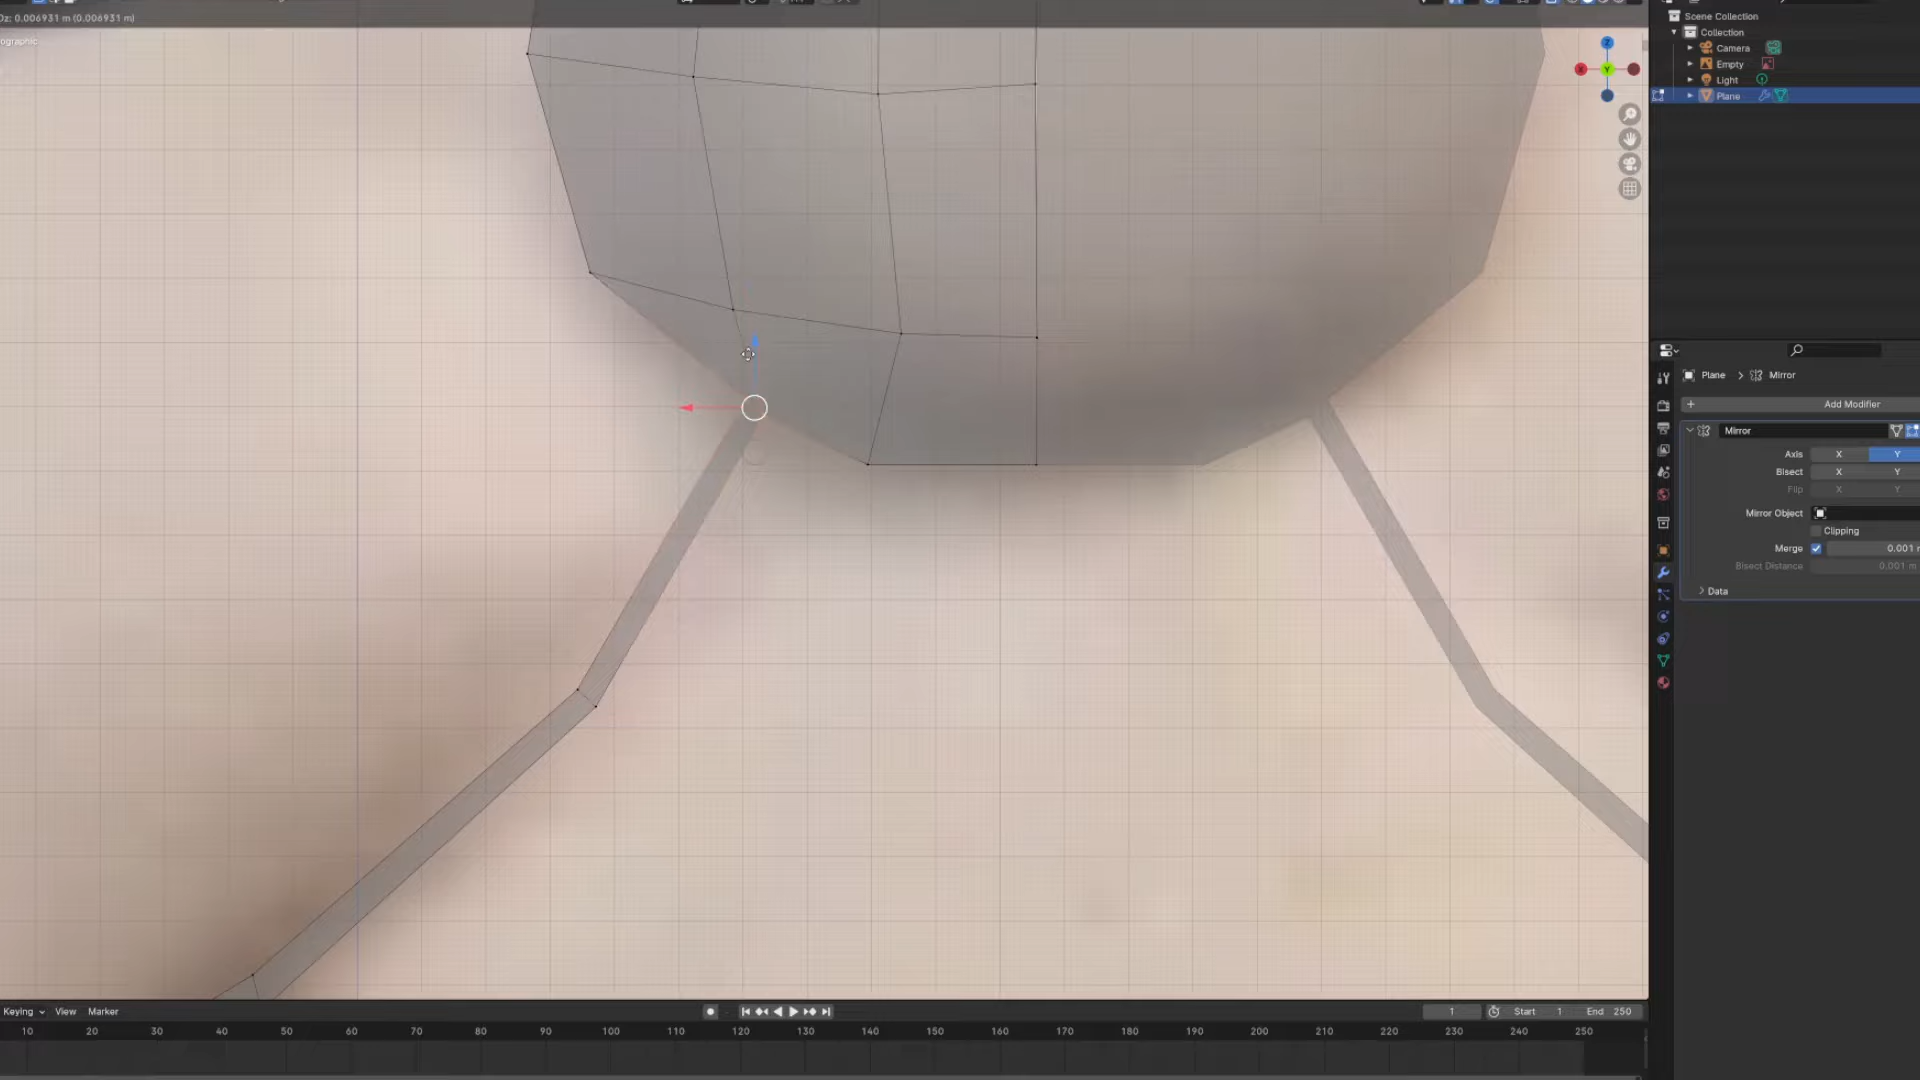 Dz: 0.006931 m (0.006931 m)
ographic
Z
X
Y
Scene Collection
Collection
Camera
Empty
Light
Plane
Plane > Mirror
Add Modifier
Mirror
Axis X Y
Bisect X Y
Flip X Y
Mirror Object
Clipping
Merge 0.001 m
Bisect Distance 0.001 m
Data
Keying View Marker
1 Start 1 End 250
10 20 30 40 50 60 70 80 90 100 110 120 130 140 150 160 170 180 190 200 210 220 230 240 250